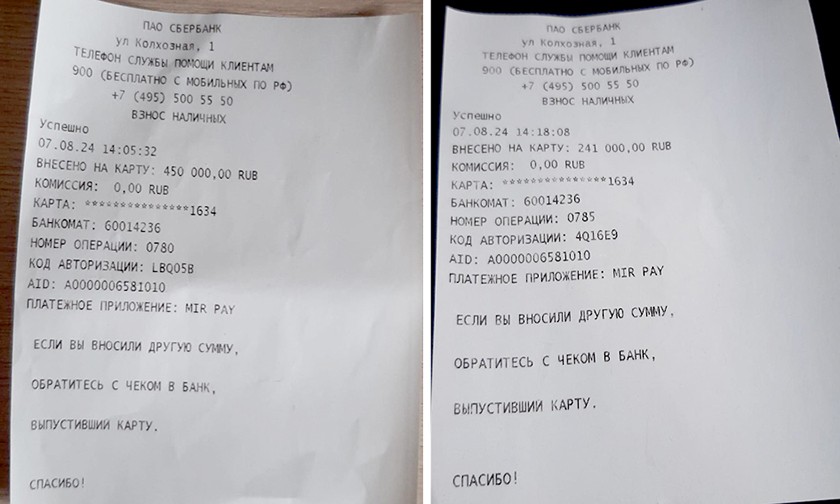 ПАО СБЕРБАНК
ул Колхозная, 1
ТЕЛЕФОН СЛУЖБЫ ПОМОЩИ КЛИЕНТАМ
900 (БЕСПЛАТНО С МОБИЛЬНЫХ ПО РФ)
+7 (495) 500 55 50
ВЗНОС НАЛИЧНЫХ
Успешно
07.08.24 14:05:32
ВНЕСЕНО НА КАРТУ: 450 000,00 RUB
КОМИССИЯ: 0,00 RUB
КАРТА: ***************1634
БАНКОМАТ: 60014236
НОМЕР ОПЕРАЦИИ: 0780
КОД АВТОРИЗАЦИИ: LBQ05B
AID: A0000006581010
ПЛАТЕЖНОЕ ПРИЛОЖЕНИЕ: MIR PAY
ЕСЛИ ВЫ ВНОСИЛИ ДРУГУЮ СУММУ,
ОБРАТИТЕСЬ С ЧЕКОМ В БАНК,
ВЫПУСТИВШИЙ КАРТУ.
СПАСИБО!
ПАО СБЕРБАНК
ул Колхозная, 1
ТЕЛЕФОН СЛУЖБЫ ПОМОЩИ КЛИЕНТАМ
900 (БЕСПЛАТНО С МОБИЛЬНЫХ ПО РФ)
+7 (495) 500 55 50
ВЗНОС НАЛИЧНЫХ
Успешно
07.08.24 14:18:08
ВНЕСЕНО НА КАРТУ: 241 000,00 RUB
КОМИССИЯ: 0,00 RUB
КАРТА: ***************1634
БАНКОМАТ: 60014236
НОМЕР ОПЕРАЦИИ: 0785
КОД АВТОРИЗАЦИИ: 4Q16E9
AID: A0000006581010
ПЛАТЕЖНОЕ ПРИЛОЖЕНИЕ: MIR PAY
ЕСЛИ ВЫ ВНОСИЛИ ДРУГУЮ СУММУ,
ОБРАТИТЕСЬ С ЧЕКОМ В БАНК,
ВЫПУСТИВШИЙ КАРТУ.
СПАСИБО!